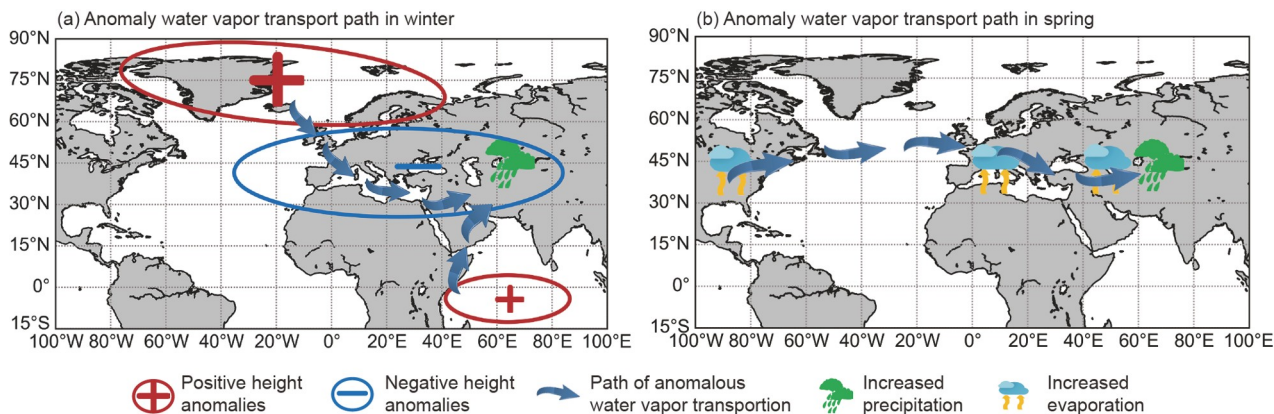 (a) Anomaly water vapor transport path in winter
90°N
75°N
60°N
45°N
30°N
15°N
0°
15°S
100°W 80°W 60°W 40°W 20°W 0° 20°E 40°E 60°E 80°E 100°E
(b) Anomaly water vapor transport path in spring
90°N
75°N
60°N
45°N
30°N
15°N
0°
15°S
100°W 80°W 60°W 40°W 20°W 0° 20°E 40°E 60°E 80°E 100°E
Positive height
anomalies
Negative height
anomalies
Path of anomalous
water vapor transportion
Increased
precipitation
Increased
evaporation